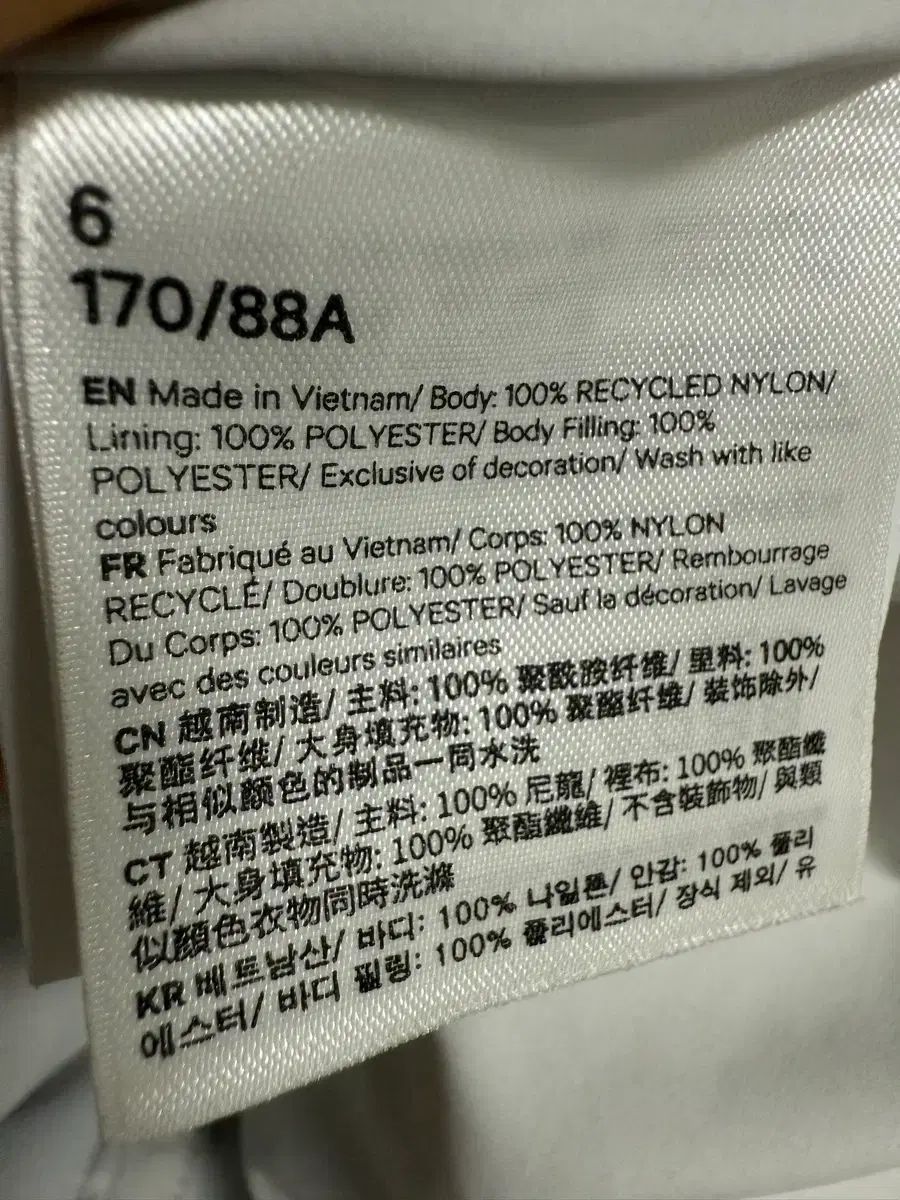 6
170/88A
EN Made in Vietnam/ Body: 100% RECYCLED NYLON/
Lining: 100% POLYESTER/ Body Filling: 100%
POLYESTER/ Exclusive of decoration/ Wash with like
colours
FR Fabriqué au Vietnam/ Corps: 100% NYLON
RECYCLÉ/ Doublure: 100% POLYESTER/ Rembourrage
Du Corps: 100% POLYESTER/ Sauf la décoration/ Lavage
avec des couleurs similaires
CN 越南制造/ 主料: 100% 聚酰胺纤维/ 里料: 100%
聚酯纤维/ 大身填充物: 100% 聚酯纤维/ 装饰除外/
与相似颜色的制品一同水洗
CT 越南製造/ 主料: 100% 尼龍/ 裡布: 100% 聚酯纖
維/ 大身填充物: 100% 聚酯纖維/ 不含裝飾物/ 與類
似顏色衣物同時洗滌
KR 베트남산/ 바디: 100% 나일론/ 안감: 100% 폴리
에스터/ 바디 필링: 100% 폴리에스터/ 장식 제외/ 유